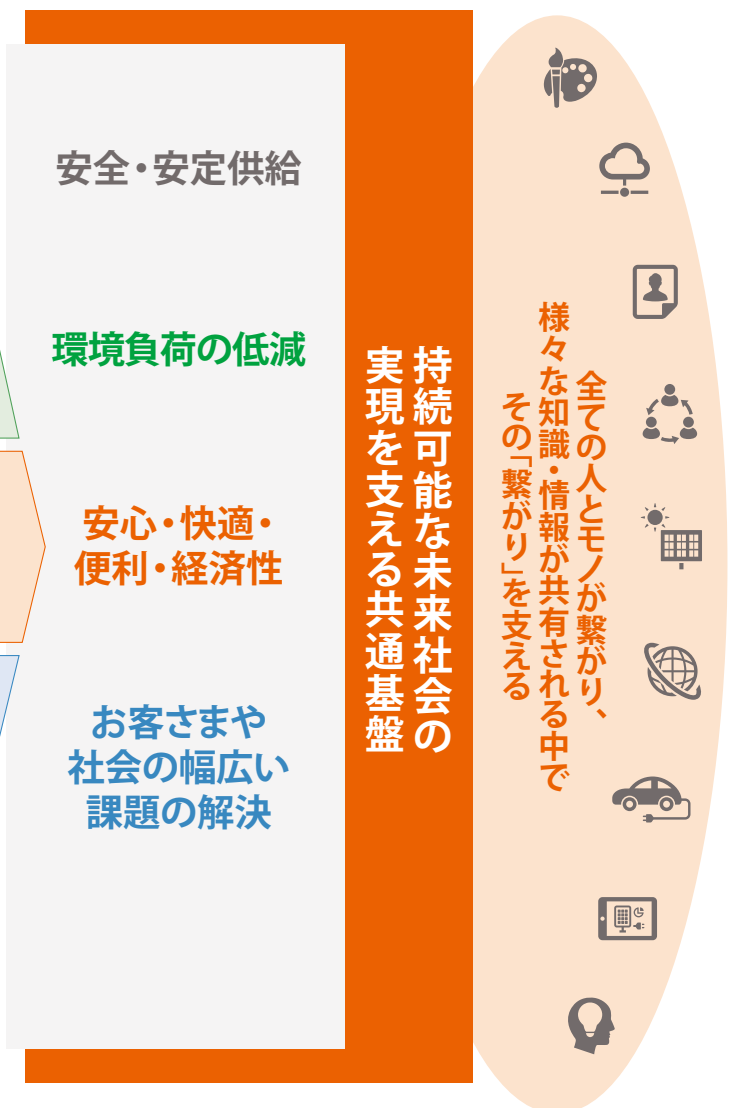 安全・安定供給
環境負荷の低減
安心・快適・
便利・経済性
お客さまや
社会の幅広い
課題の解決
持続可能な未来社会の
実現を支える共通基盤
全ての人とモノが繋がり、
様々な知識・情報が共有される中で
その「繋がり」を支える